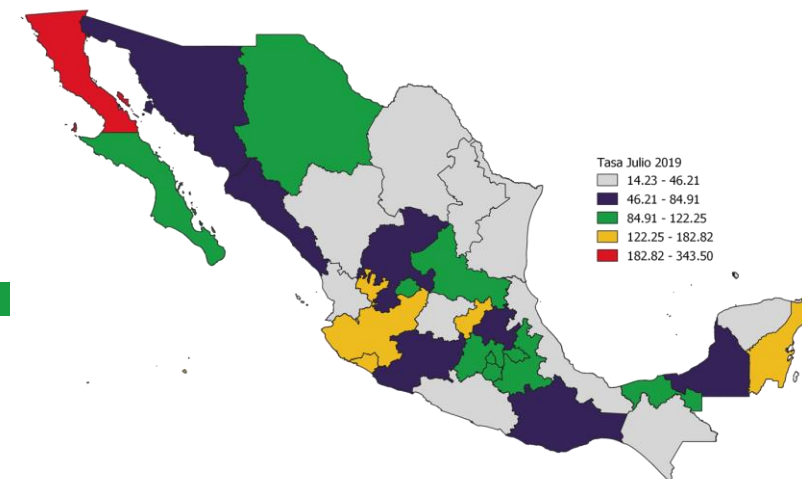 Tasa Julio 2019
14.23 - 46.21
46.21 - 84.91
84.91 - 122.25
122.25 - 182.82
182.82 - 343.50